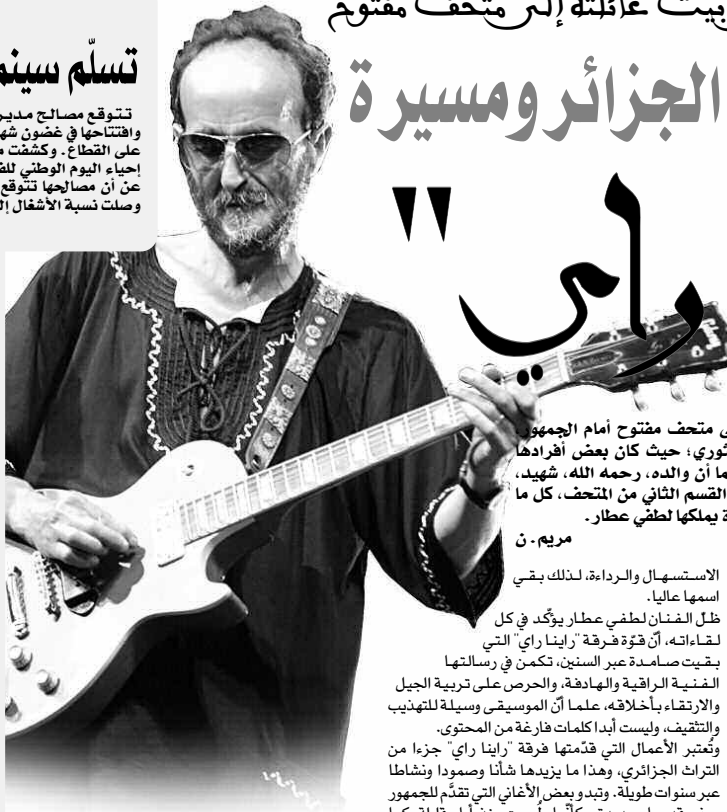 بيت عائلته إلى متحف مفتوح
الجزائر ومسيرة
راي"
تسلّم سينم
تتوقع مصالح مدير
وافتتاحها في غضون شه
على القطاع. وكشفت م
إحياء اليوم الوطني للف
عن أن مصالحها تتوقع
وصلت نسبة الأشغال إل
ى متحف مفتوح أمام الجمهور
ثوري؛ حيث كان بعض أفرادها
ما أن والده، رحمه الله، شهيد،
القسم الثاني من المتحف، كل ما
ة يملكها لطفي عطار.
مريم. ن
الاستسهال والرداءة، لذلك بقي
اسمها عاليا.
ظلّ الفنان لطفي عطار يؤكّد في كل
لقاءاته، أنّ قوّة فرقة "راينا راي" التي
بقيت صامدة عبر السنين، تكمن في رسالتها
الفنية الراقية والهادفة، والحرص على تربية الجيل
والارتقاء بأخلاقه، علما أنّ الموسيقى وسيلة للتهذيب
والتثقيف، وليست أبدا كلمات فارغة من المحتوى.
وتُعتبر الأعمال التي قدّمتها فرقة "راينا راي" جزءا من
التراث الجزائري، وهذا ما يزيدها شأنا وصمودا ونشاطا
عبر سنوات طويلة. وتبدو بعض الأغاني التي تقدَّم للجمهور